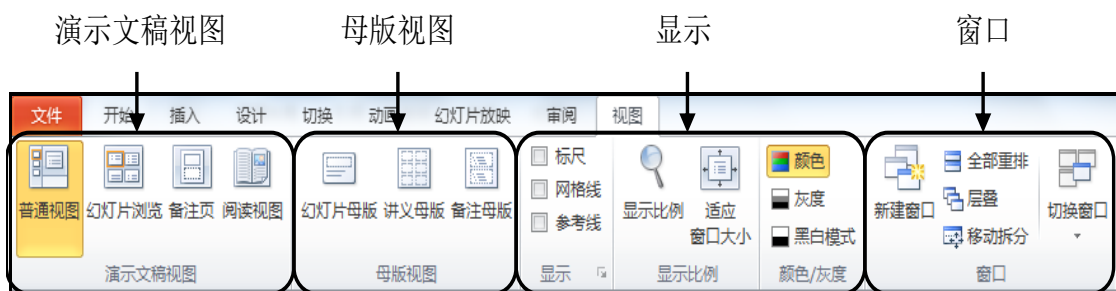 演示文稿视图 母版视图 显示 窗口
文件 开始 插入 设计 切换 动画 幻灯片放映 审阅 视图
普通视图 幻灯片浏览 备注页 阅读视图
演示文稿视图
幻灯片母版 讲义母版 备注母版
母版视图
标尺
网格线
参考线
显示
显示比例 适应
窗口大小
显示比例
颜色
灰度
黑白模式
颜色/灰度
新建窗口
全部重排
层叠
移动拆分
切换窗口
窗口